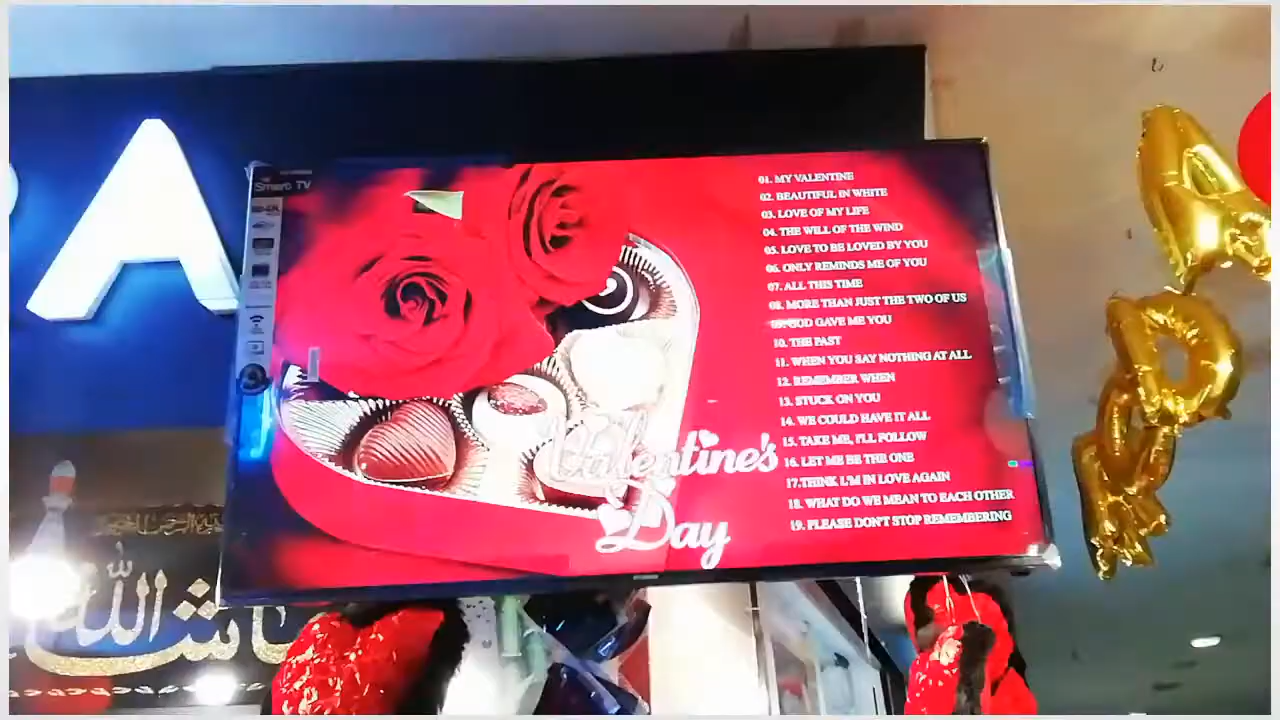 PA
Smart TV
01. MY VALENTINE
02. BEAUTIFUL IN WHITE
03. LOVE OF MY LIFE
04. THE WILL OF THE WIND
05. LOVE TO BE LOVED BY YOU
06. ONLY REMINDS ME OF YOU
07. ALL THIS TIME
08. MORE THAN JUST THE TWO OF US
09. GOD GAVE ME YOU
10. THE PAST
11. WHEN YOU SAY NOTHING AT ALL
12. REMEMBER WHEN
13. STUCK ON YOU
14. WE COULD HAVE IT ALL
15. TAKE ME, I'LL FOLLOW
16. LET ME BE THE ONE
17.THINK I'M IN LOVE AGAIN
18. WHAT DO WE MEAN TO EACH OTHER
19. PLEASE DON'T STOP REMEMBERING
Valentine's
Day
ماشاالله